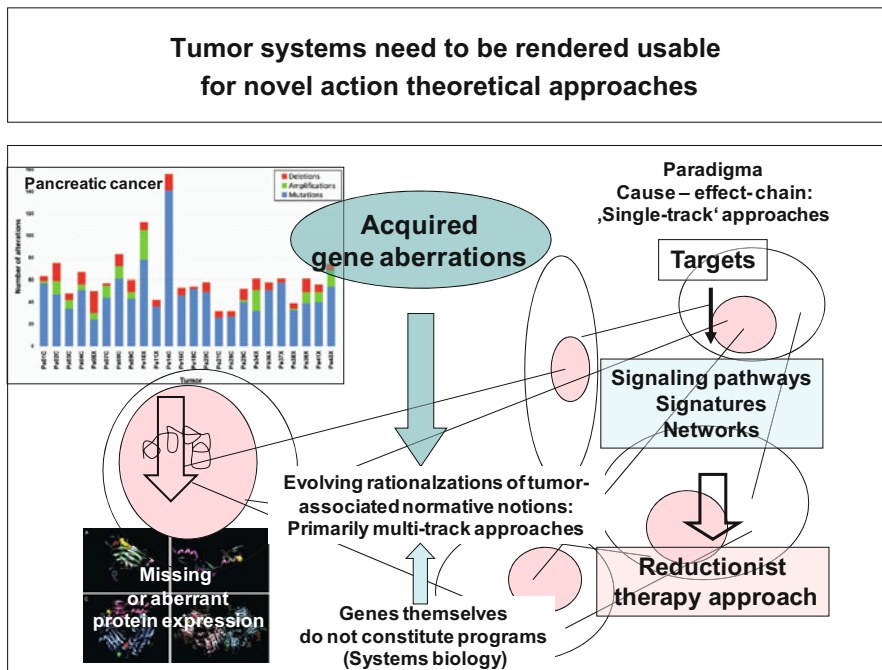 Tumor systems need to be rendered usable
for novel action theoretical approaches
Pancreatic cancer
Deletions
Amplifications
Mutations
Number of alterations
Tumor
Acquired
gene aberrations
Paradigma
Cause – effect-chain:
‚Single-track‘ approaches
Targets
Signaling pathways
Signatures
Networks
Evolving rationalzations of tumor-
associated normative notions:
Primarily multi-track approaches
Missing
or aberrant
protein expression
Genes themselves
do not constitute programs
(Systems biology)
Reductionist
therapy approach